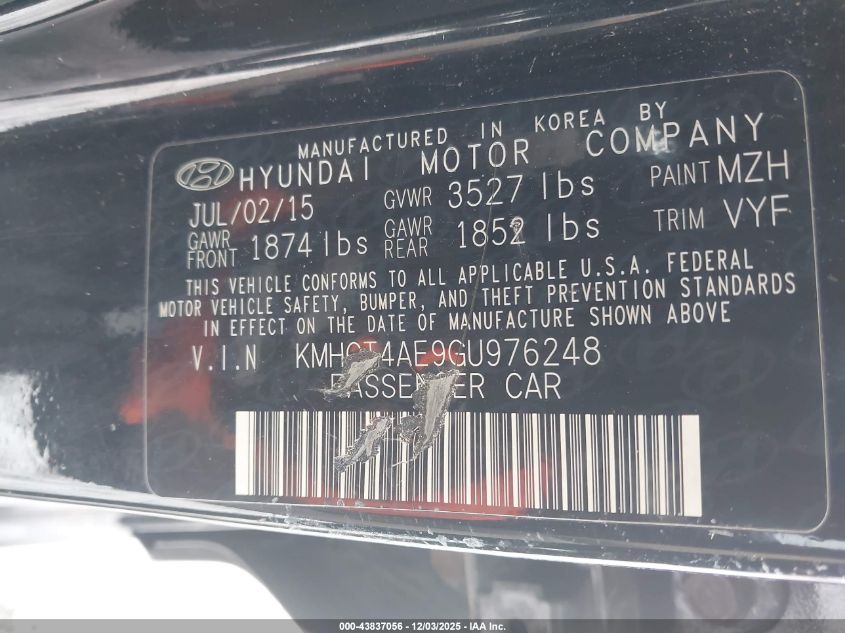 MANUFACTURED IN KOREA BY
HYUNDAI MOTOR COMPANY
JUL/02/15 GVWR 3527 lbs PAINT MZH
GAWR FRONT 1874 lbs GAWR REAR 1852 lbs TRIM VYF
THIS VEHICLE CONFORMS TO ALL APPLICABLE U.S.A. FEDERAL
MOTOR VEHICLE SAFETY, BUMPER, AND THEFT PREVENTION STANDARDS
IN EFFECT ON THE DATE OF MANUFACTURE SHOWN ABOVE
V.I.N KMHCT4AE9GU976248
PASSENGER CAR
000-43837056 - 12/03/2025 - IAA Inc.